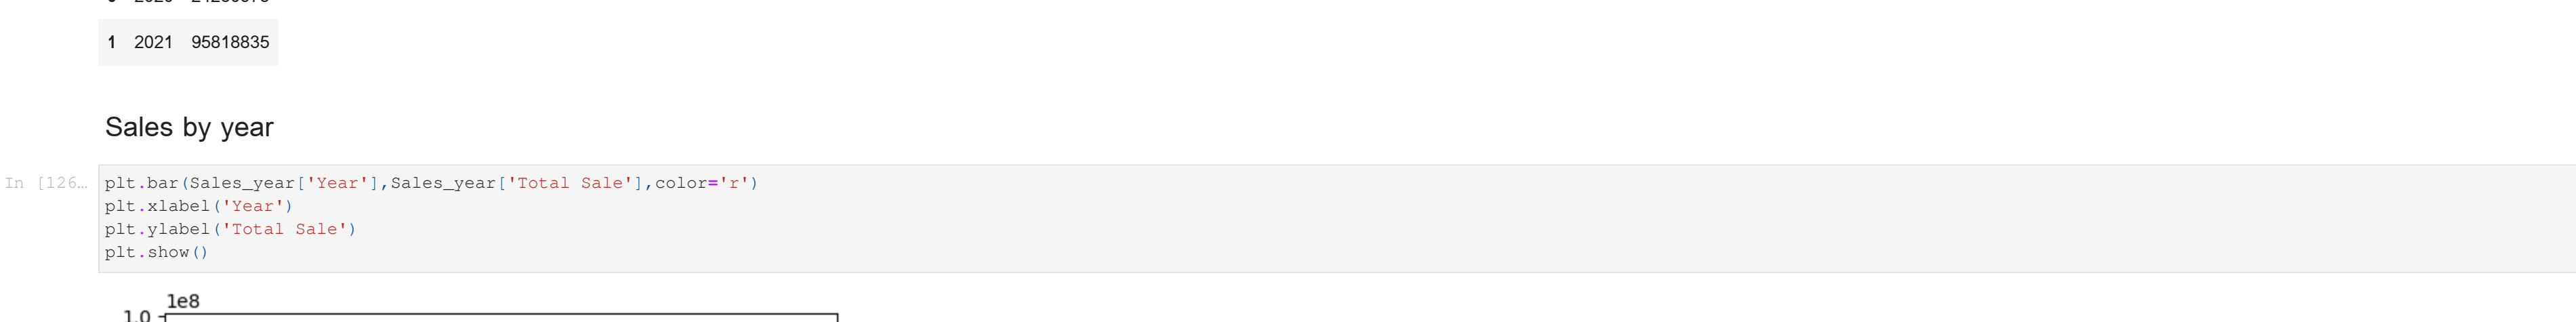 1 2021 95818835
Sales by year
In [126… plt.bar(Sales_year['Year'],Sales_year['Total Sale'],color='r')
plt.xlabel('Year')
plt.ylabel('Total Sale')
plt.show()
1e8
1.0